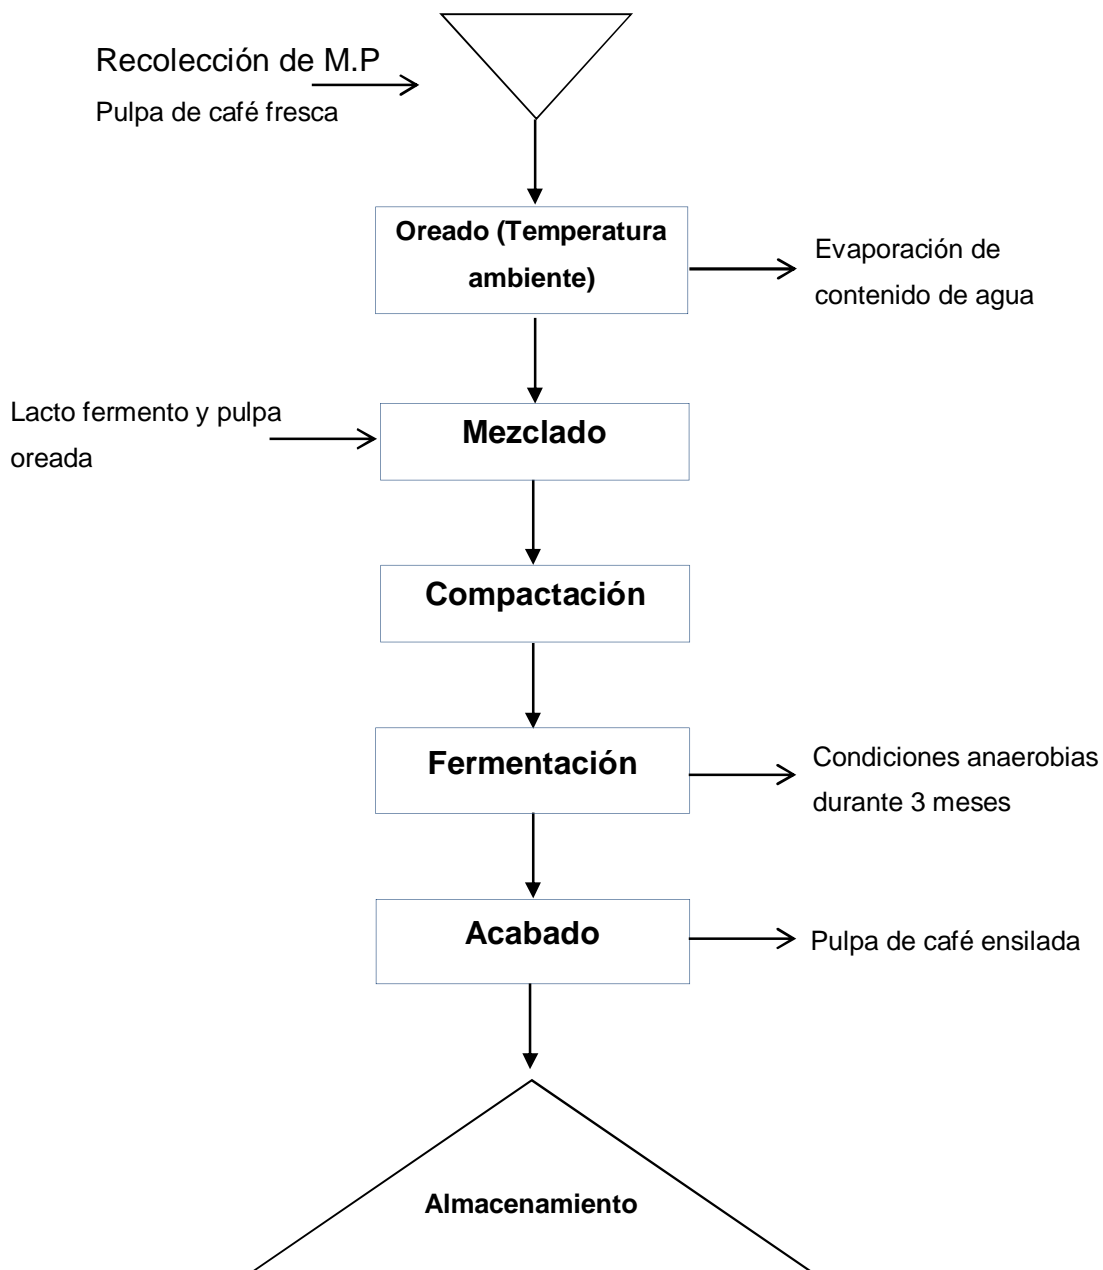 Recolección de M.P
Pulpa de café fresca
Oreado (Temperatura
ambiente)
Evaporación de
contenido de agua
Lacto fermento y pulpa
oreada
Mezclado
Compactación
Fermentación
Condiciones anaerobias
durante 3 meses
Acabado
Pulpa de café ensilada
Almacenamiento